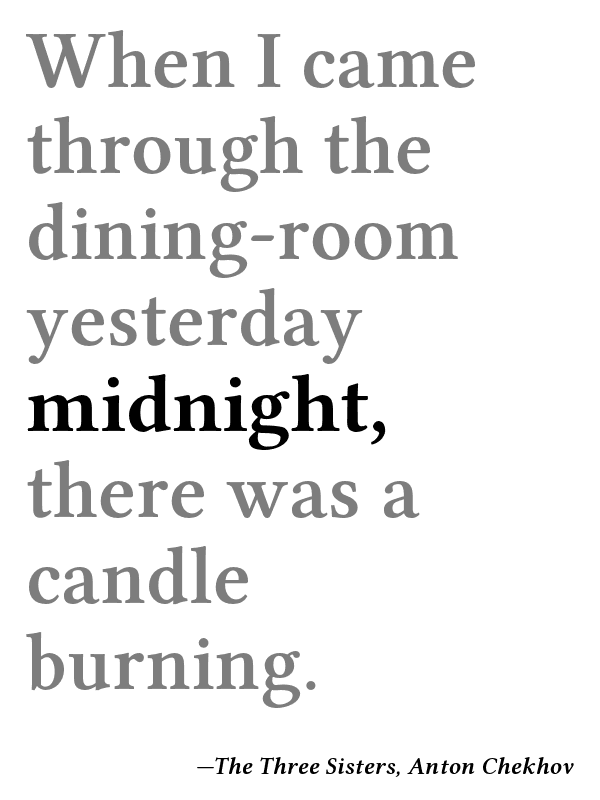 When I came
through the
dining-room
yesterday
midnight,
there was a
candle
burning.
—The Three Sisters, Anton Chekhov